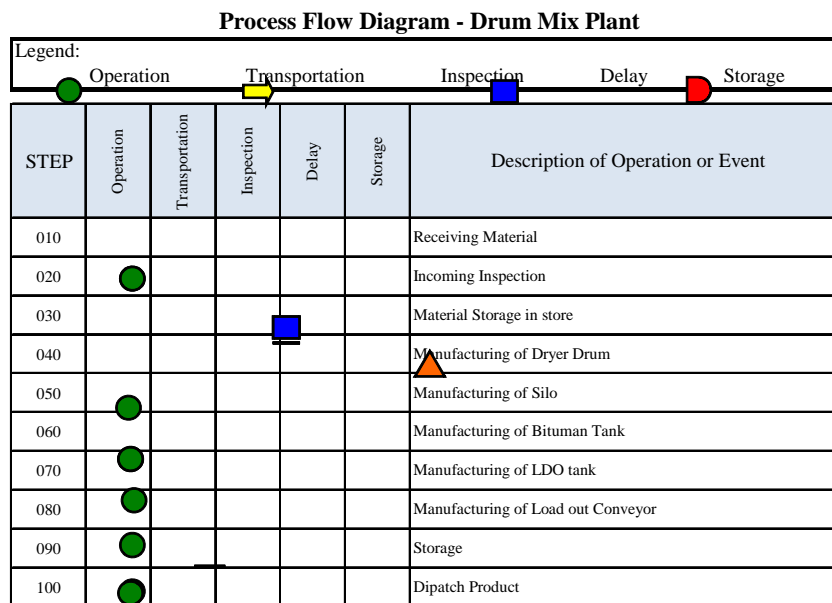 Process Flow Diagram - Drum Mix Plant
Legend:
Operation Transportation Inspection Delay Storage
STEP Operation Transportation Inspection Delay Storage Description of Operation or Event
010 Receiving Material
020 Incoming Inspection
030 Material Storage in store
040 Manufacturing of Dryer Drum
050 Manufacturing of Silo
060 Manufacturing of Bituman Tank
070 Manufacturing of LDO tank
080 Manufacturing of Load out Conveyor
090 Storage
100 Dipatch Product